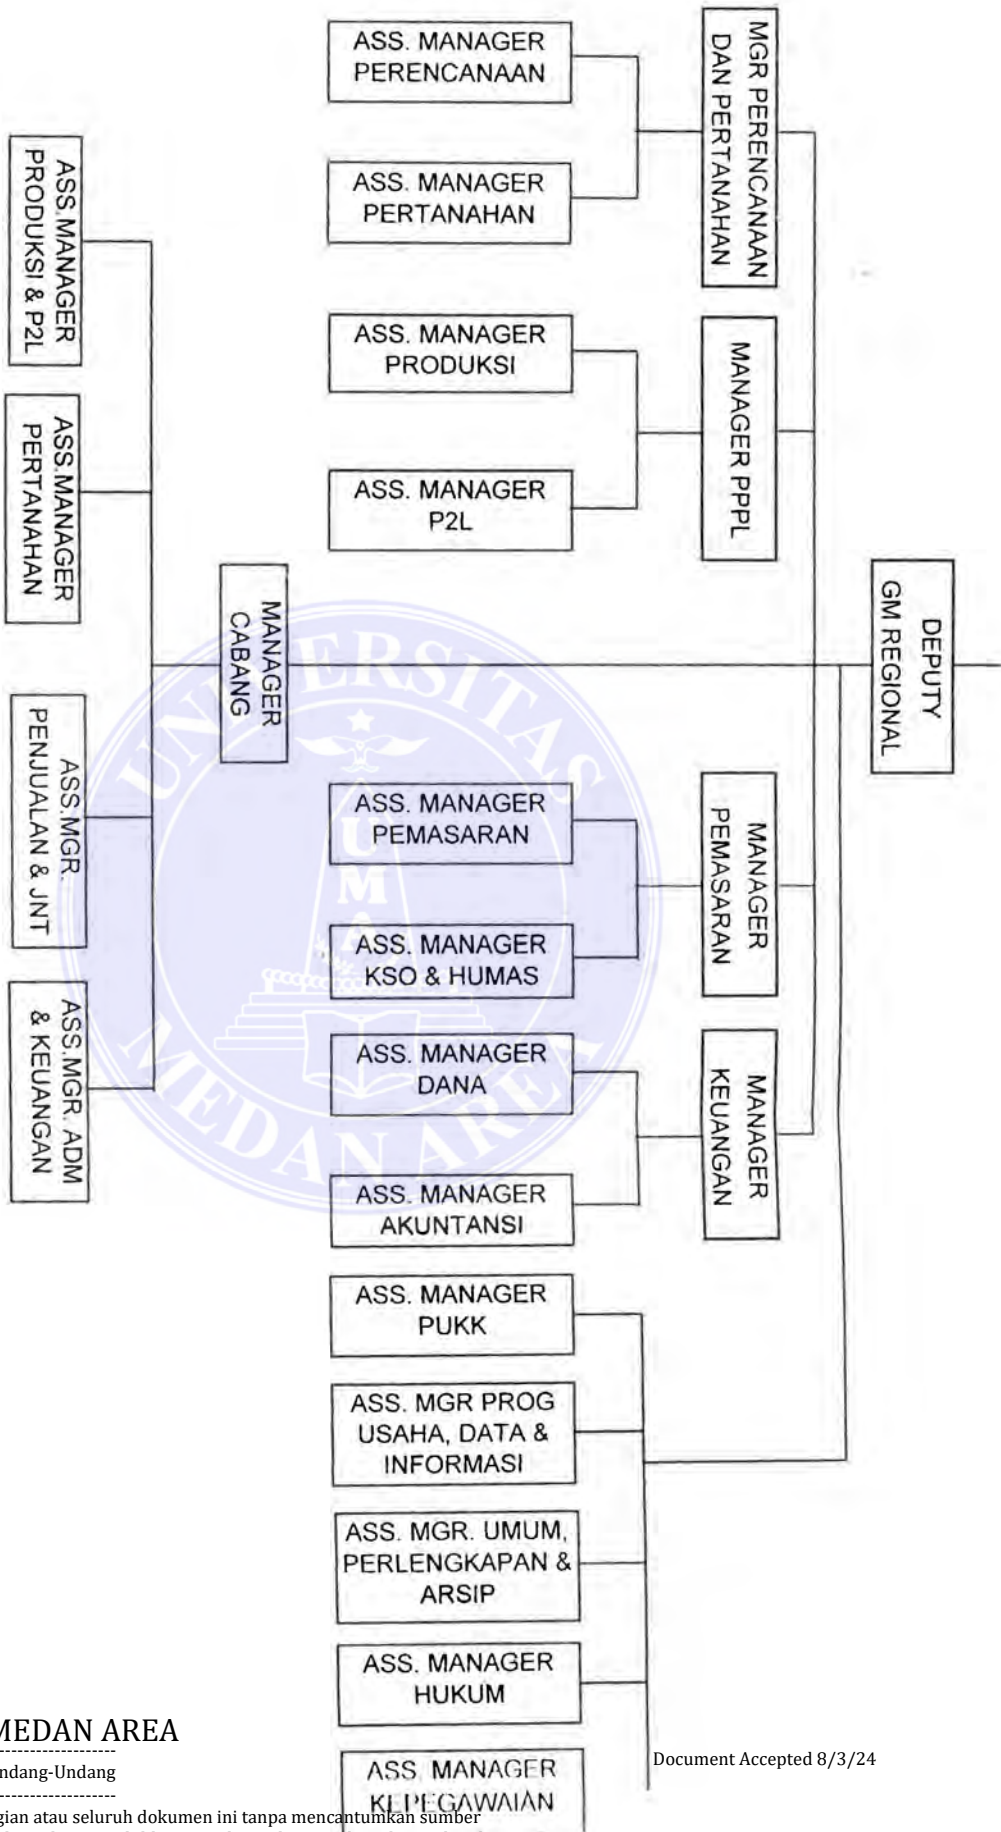 ASS. MANAGER
PERENCANAAN
MGR PERENCANAAN
DAN PERTANAHAN
ASS. MANAGER
PERTANAHAN
ASS.MANAGER
PRODUKSI & P2L
ASS. MANAGER
PRODUKSI
MANAGER PPPL
ASS. MANAGER
P2L
ASS.MANAGER
PERTANAHAN
DEPUTY
GM REGIONAL
MANAGER
CABANG
ASS.MGR.
PENJUALAN & JNT
ASS. MANAGER
PEMASARAN
MANAGER
PEMASARAN
ASS. MANAGER
KSO & HUMAS
ASS.MGR. ADM
& KEUANGAN
ASS. MANAGER
DANA
MANAGER
KEUANGAN
ASS. MANAGER
AKUNTANSI
ASS. MANAGER
PUKK
ASS. MGR PROG
USAHA, DATA &
INFORMASI
ASS. MGR. UMUM,
PERLENGKAPAN &
ARSIP
ASS. MANAGER
HUKUM
ASS. MANAGER
KEPEGAWAIAN
UNIVERSITAS
UMA
MEDAN AREA
MEDAN AREA
ndang-Undang
Document Accepted 8/3/24
gian atau seluruh dokumen ini tanpa mencantumkan sumber